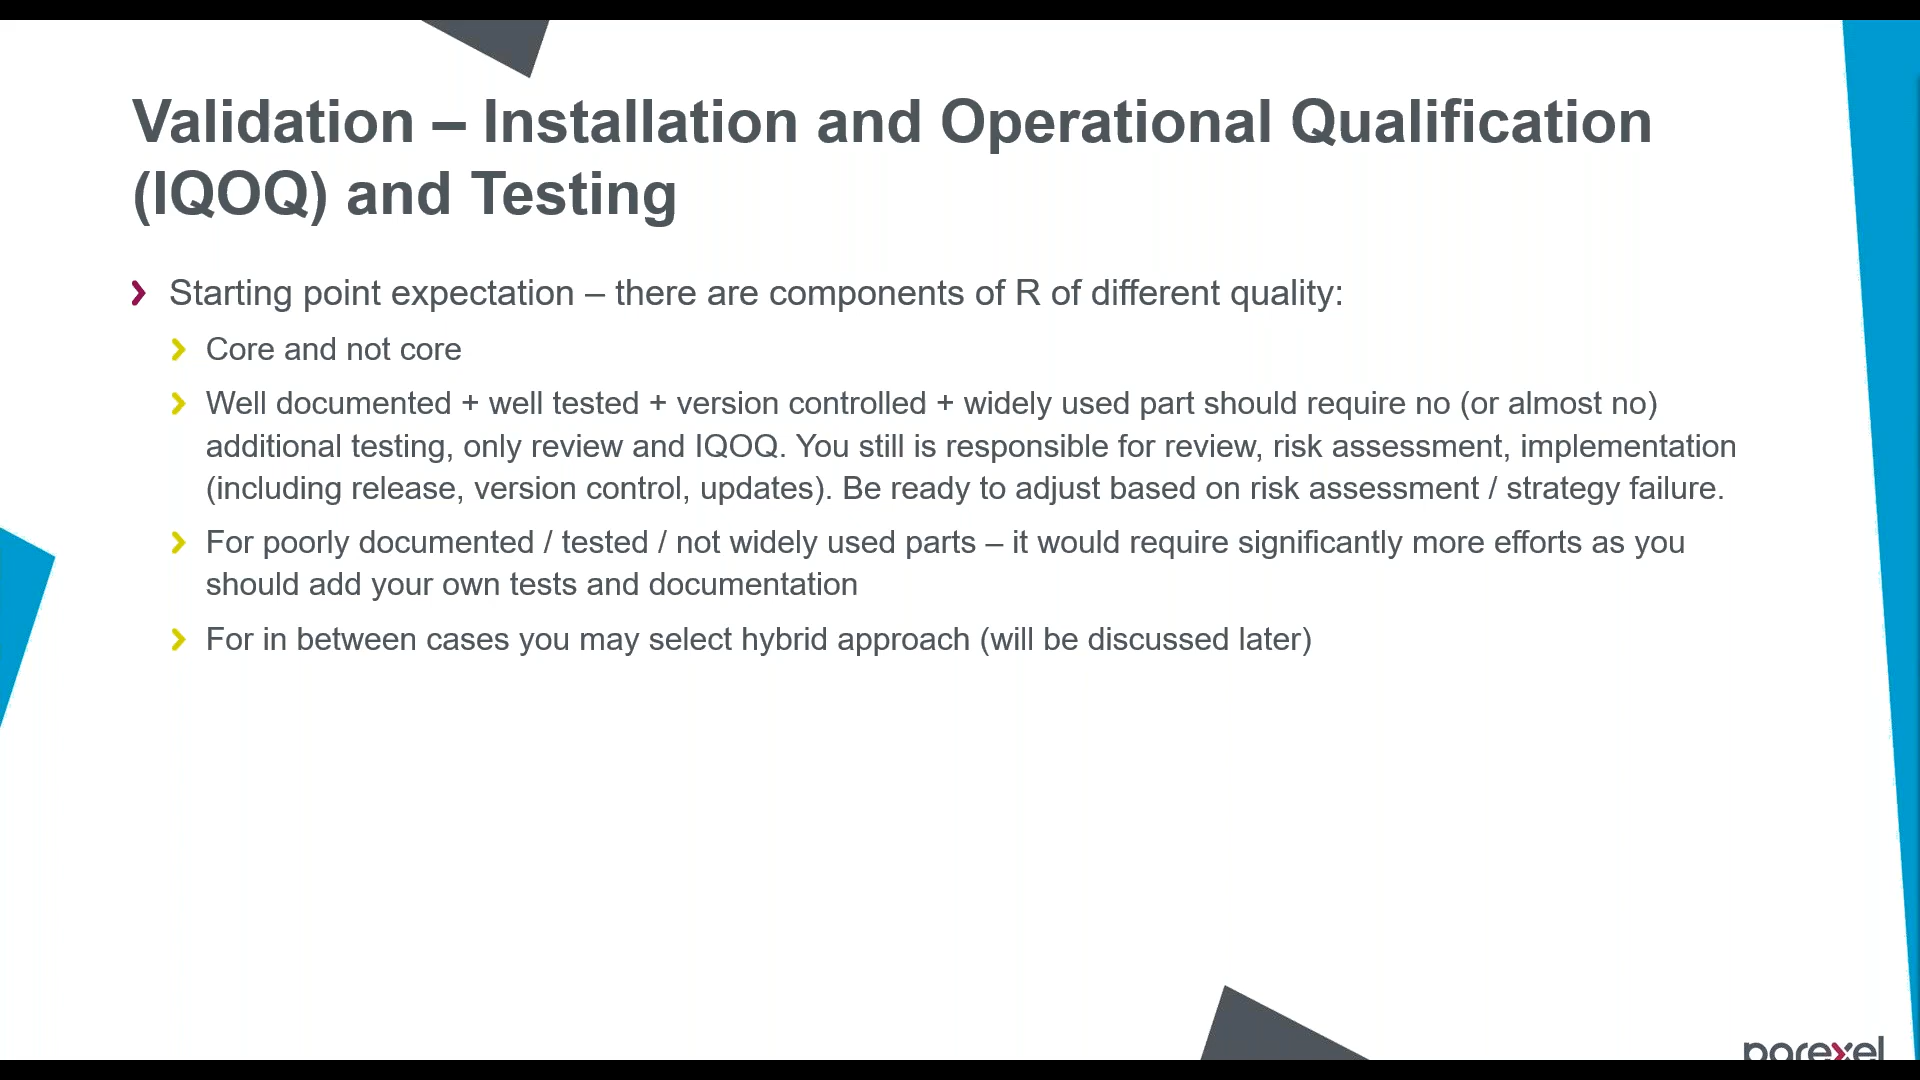 Validation – Installation and Operational Qualification
(IQOQ) and Testing
Starting point expectation – there are components of R of different quality:
Core and not core
Well documented + well tested + version controlled + widely used part should require no (or almost no)
additional testing, only review and IQOQ. You still is responsible for review, risk assessment, implementation
(including release, version control, updates). Be ready to adjust based on risk assessment / strategy failure.
For poorly documented / tested / not widely used parts – it would require significantly more efforts as you
should add your own tests and documentation
For in between cases you may select hybrid approach (will be discussed later)
parexel